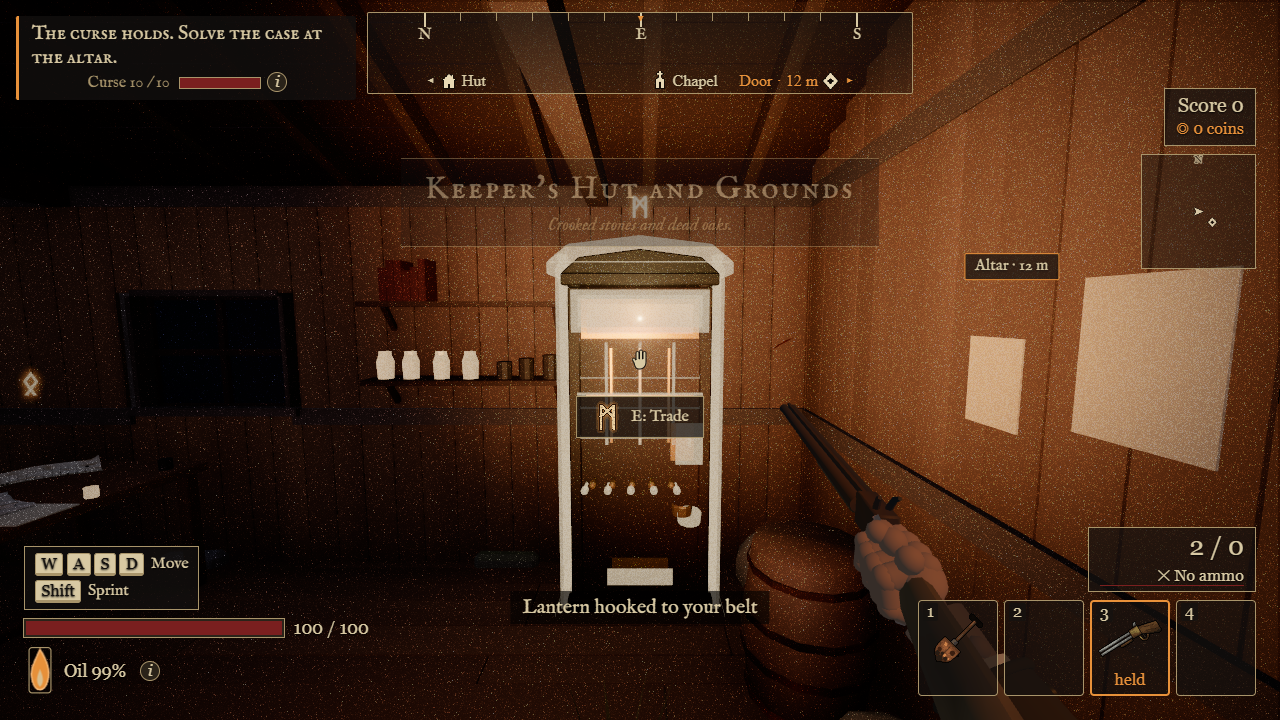 The curse holds. Solve the case at
the altar.
Curse 10/10
i
N
E
S
Hut
Chapel
Door · 12 m
Score 0
0 coins
Keeper's Hut and Grounds
Crooked stones and dead oaks.
Altar · 12 m
E: Trade
W A S D Move
Shift Sprint
Lantern hooked to your belt
100 / 100
Oil 99%
i
2 / 0
No ammo
1
2
3
4
held